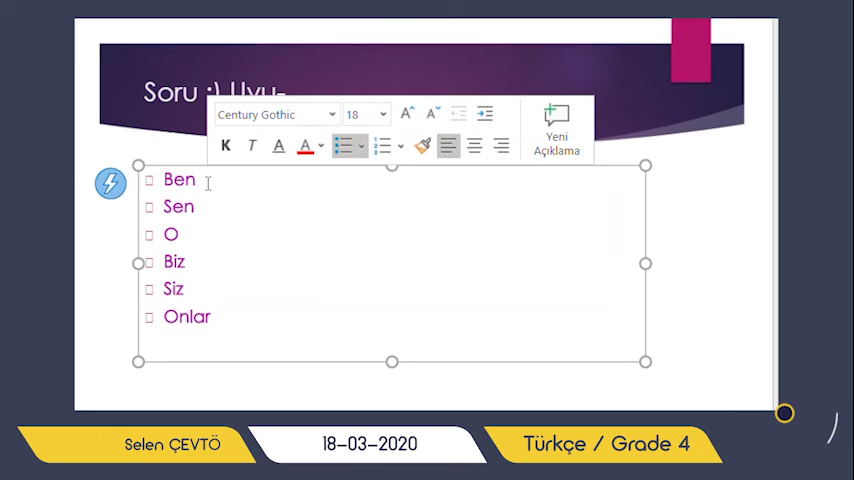 Soru :) Uyu-
Century Gothic 18 A A
K T A A
Yeni
Açıklama
Ben
Sen
O
Biz
Siz
Onlar
Selen ÇEVTÖ
18-03-2020
Türkçe / Grade 4